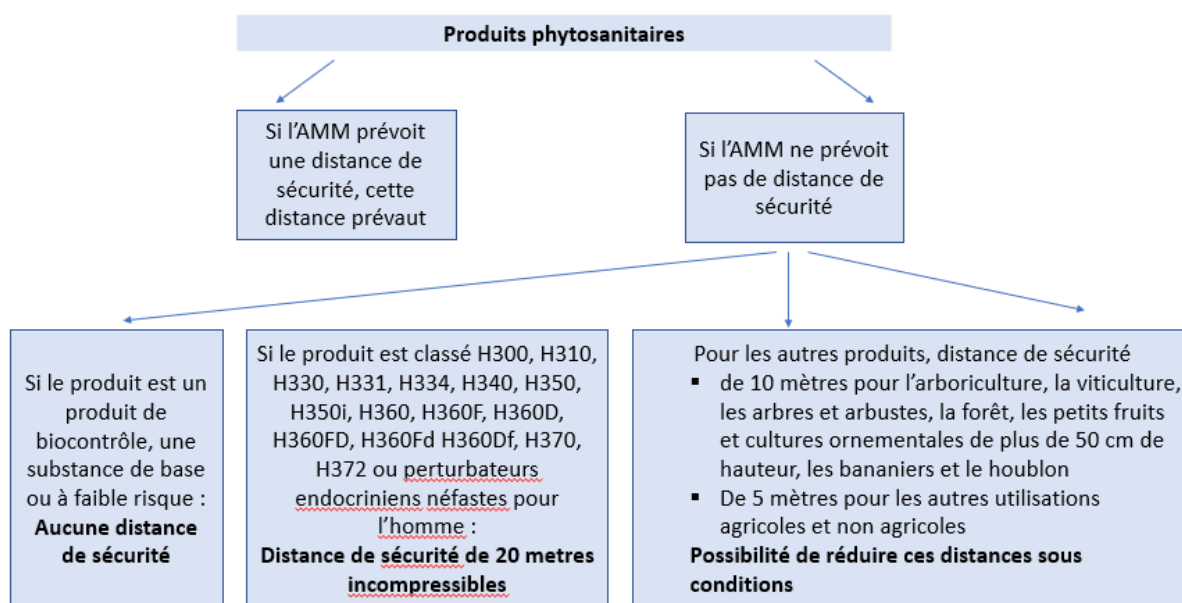 Produits phytosanitaires
Si l'AMM prévoit
une distance de
sécurité, cette
distance prévaut
Si l'AMM ne prévoit
pas de distance de
sécurité
Si le produit est un
produit de
biocontrôle, une
substance de base
ou à faible risque :
Aucune distance
de sécurité
Si le produit est classé H300, H310,
H330, H331, H334, H340, H350,
H350i, H360, H360F, H360D,
H360FD, H360Fd H360Df, H370,
H372 ou perturbateurs
endocriniens néfastes pour
l'homme :
Distance de sécurité de 20 metres
incompressibles
Pour les autres produits, distance de sécurité
▪ de 10 mètres pour l'arboriculture, la viticulture,
les arbres et arbustes, la forêt, les petits fruits
et cultures ornementales de plus de 50 cm de
hauteur, les bananiers et le houblon
▪ De 5 mètres pour les autres utilisations
agricoles et non agricoles
Possibilité de réduire ces distances sous
conditions